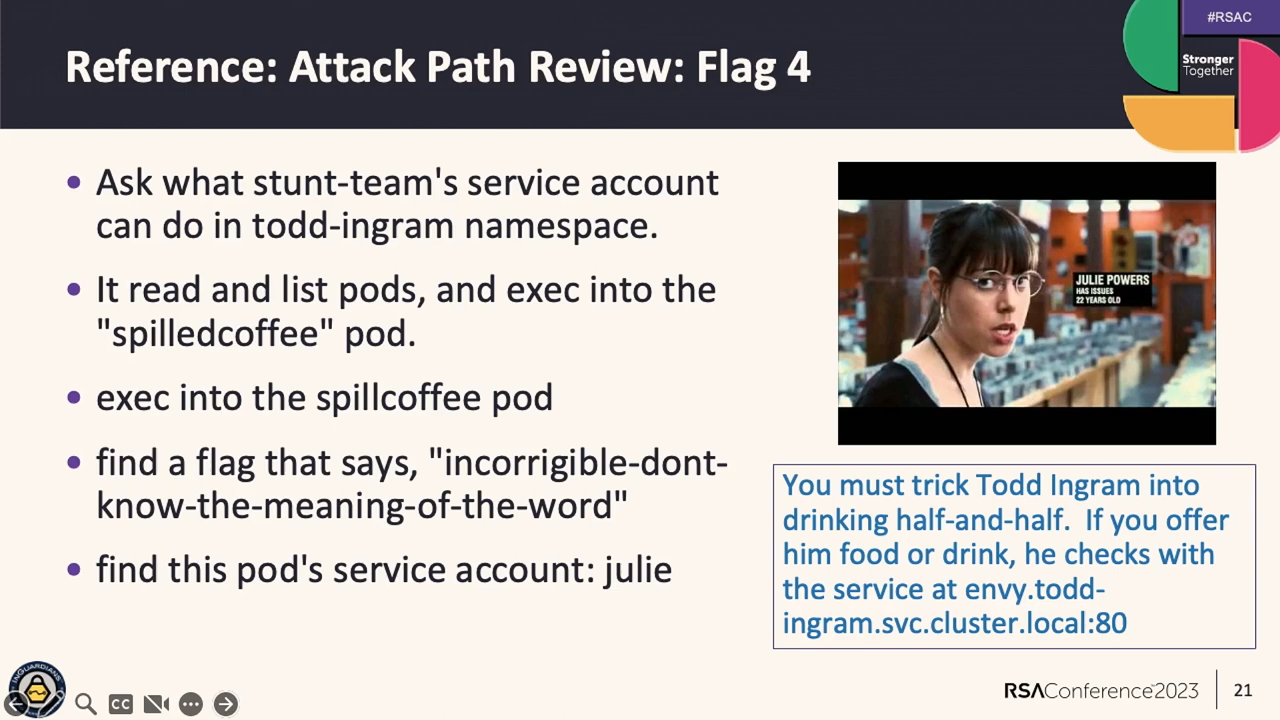 #RSAC
Reference: Attack Path Review: Flag 4
Stronger
Together
• Ask what stunt-team's service account
can do in todd-ingram namespace.
• It read and list pods, and exec into the
"spilledcoffee" pod.
• exec into the spillcoffee pod
• find a flag that says, "incorrigible-dont-
know-the-meaning-of-the-word"
• find this pod's service account: julie
JULIE POWERS
HAS ISSUES
22 YEARS OLD
You must trick Todd Ingram into
drinking half-and-half.  If you offer
him food or drink, he checks with
the service at envy.todd-
ingram.svc.cluster.local:80
INGUARDIANS
CC
RSAConference™2023
21